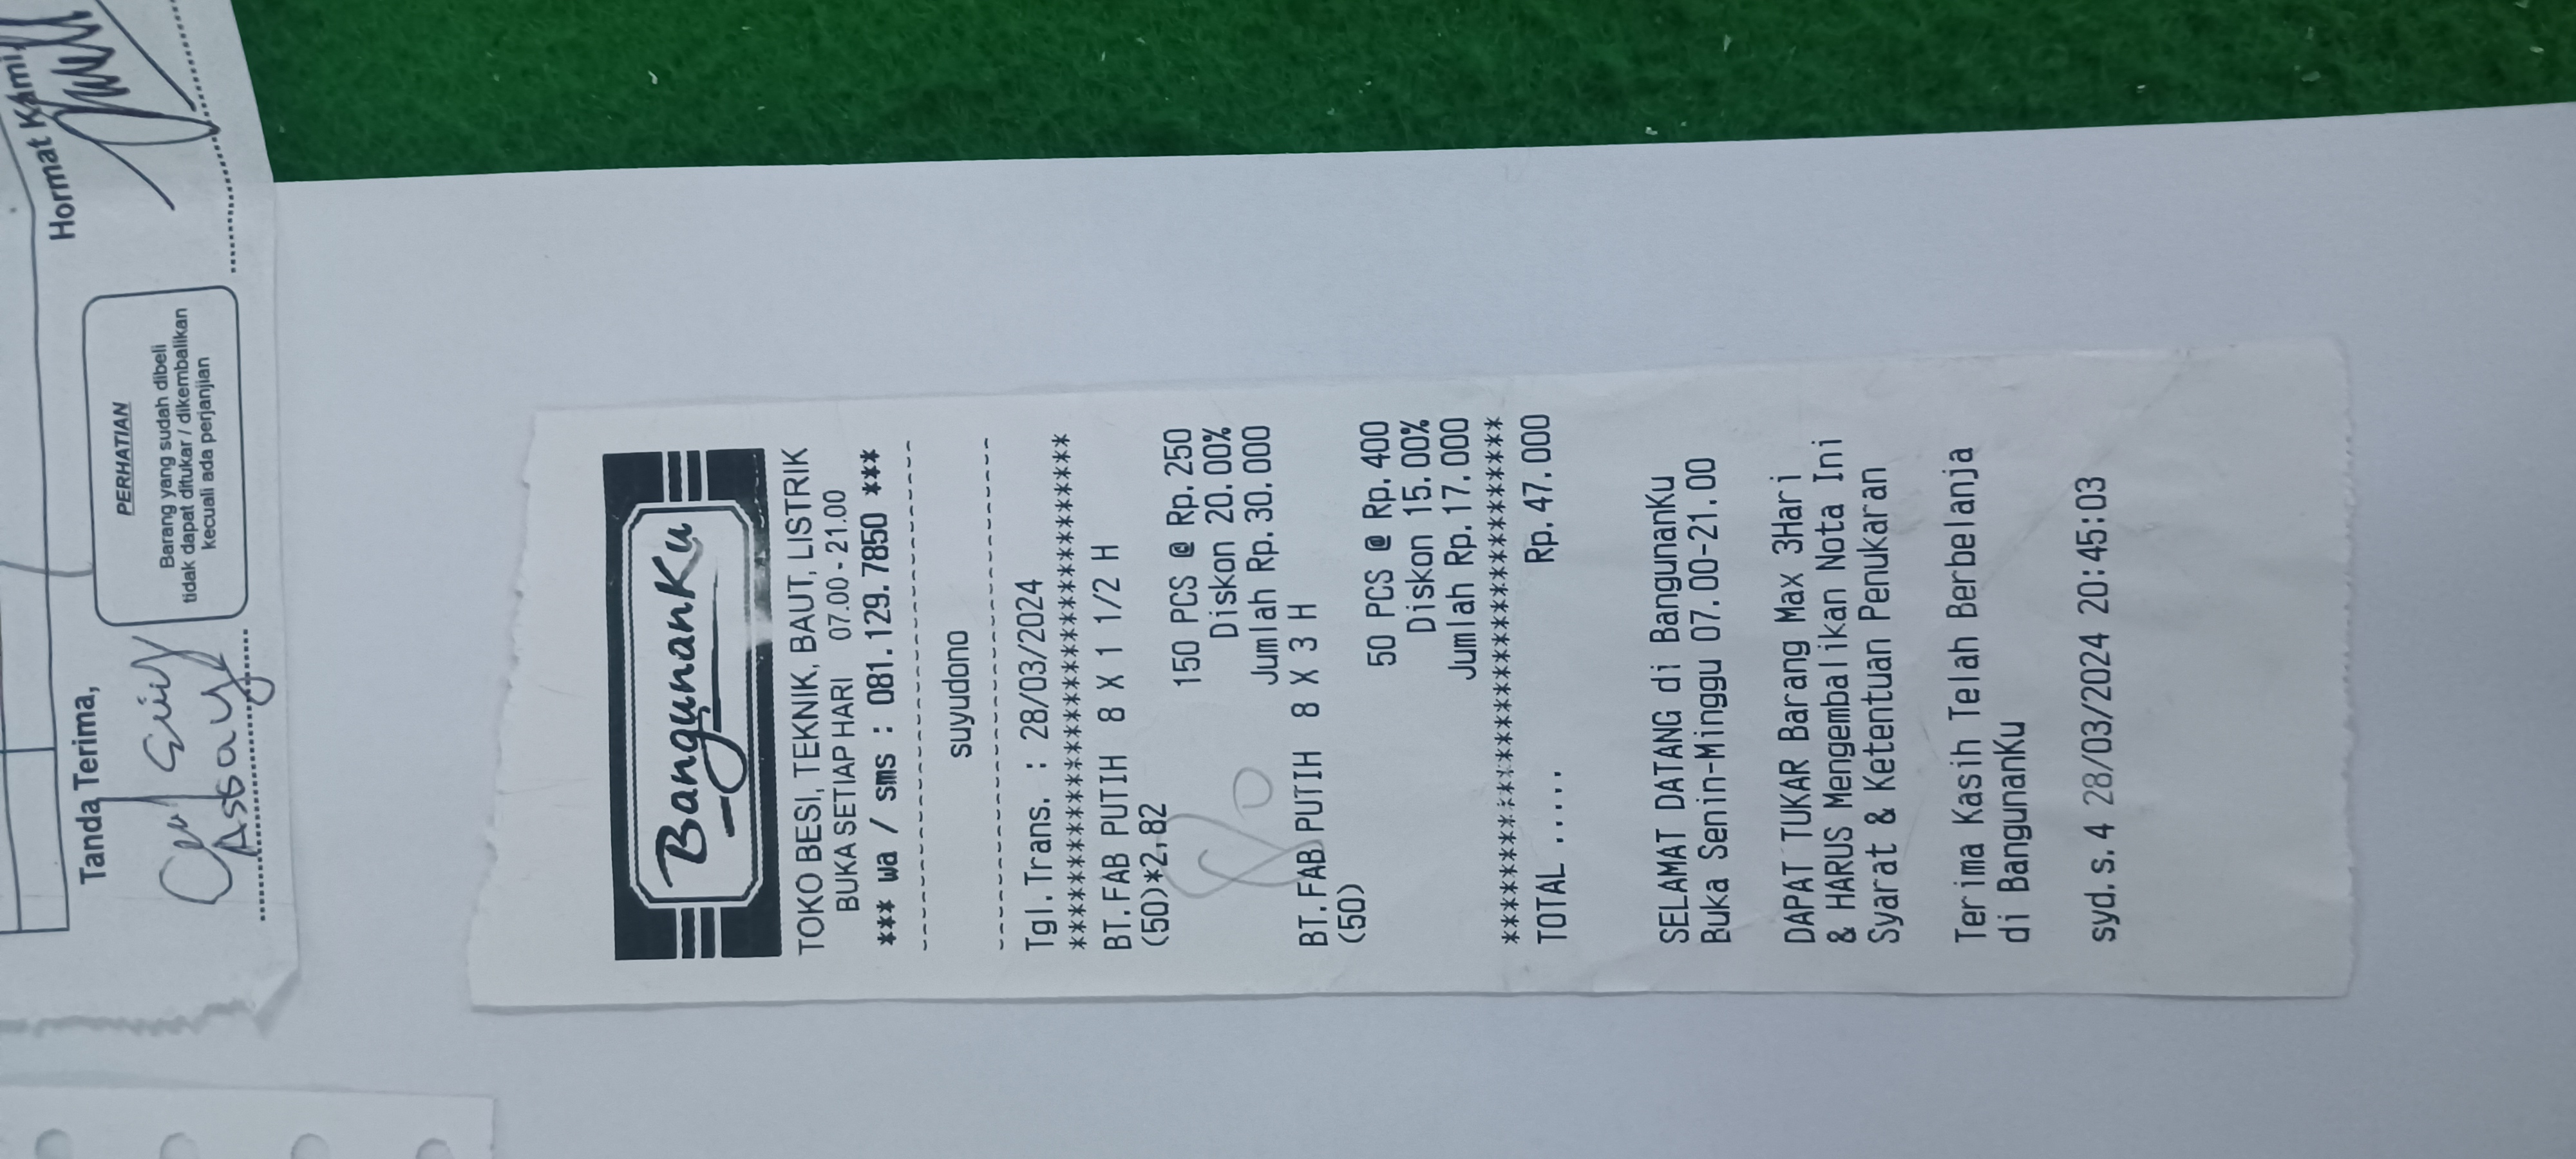 BangunanKu
TOKO BESI, TEKNIK, BAUT, LISTRIK
BUKA SETIAP HARI 07.00 - 21.00
*** wa / sms : 081.129.7850 ***
--------------------------------
suyudono
--------------------------------
Tgl.Trans. : 28/03/2024
********************************
BT.FAB PUTIH 8 X 1 1/2 H
(50)*2,82
150 PCS @ Rp.250
Diskon 20.00%
Jumlah Rp.30.000
80
BT.FAB PUTIH 8 X 3 H
(50)
50 PCS @ Rp.400
Diskon 15.00%
Jumlah Rp.17.000
********************************
TOTAL ..... Rp.47.000
SELAMAT DATANG di BangunanKu
Buka Senin-Minggu 07.00-21.00
DAPAT TUKAR Barang Max 3Hari
& HARUS Mengembalikan Nota Ini
Syarat & Ketentuan Penukaran
Terima Kasih Telah Berbelanja
di BangunanKu
syd.s.4 28/03/2024 20:45:03
Tanda Terima,
Assay
PERHATIAN
Barang yang sudah dibeli
tidak dapat ditukar / dikembalikan
kecuali ada perjanjian
Hormat Kami,